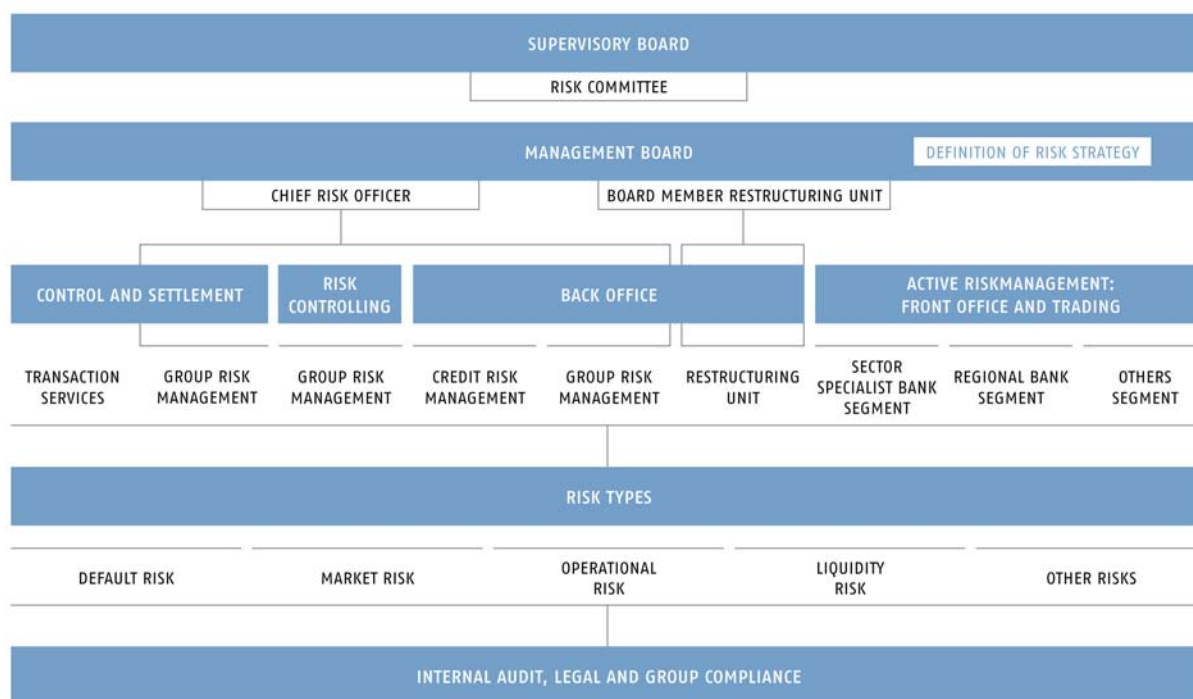 SUPERVISORY BOARD
RISK COMMITTEE
MANAGEMENT BOARD
DEFINITION OF RISK STRATEGY
CHIEF RISK OFFICER
BOARD MEMBER RESTRUCTURING UNIT
CONTROL AND SETTLEMENT
RISK
CONTROLLING
BACK OFFICE
ACTIVE RISKMANAGEMENT:
FRONT OFFICE AND TRADING
TRANSACTION
SERVICES
GROUP RISK
MANAGEMENT
GROUP RISK
MANAGEMENT
CREDIT RISK
MANAGEMENT
GROUP RISK
MANAGEMENT
RESTRUCTURING
UNIT
SECTOR
SPECIALIST BANK
SEGMENT
REGIONAL BANK
SEGMENT
OTHERS
SEGMENT
RISK TYPES
DEFAULT RISK
MARKET RISK
OPERATIONAL
RISK
LIQUIDITY
RISK
OTHER RISKS
INTERNAL AUDIT, LEGAL AND GROUP COMPLIANCE